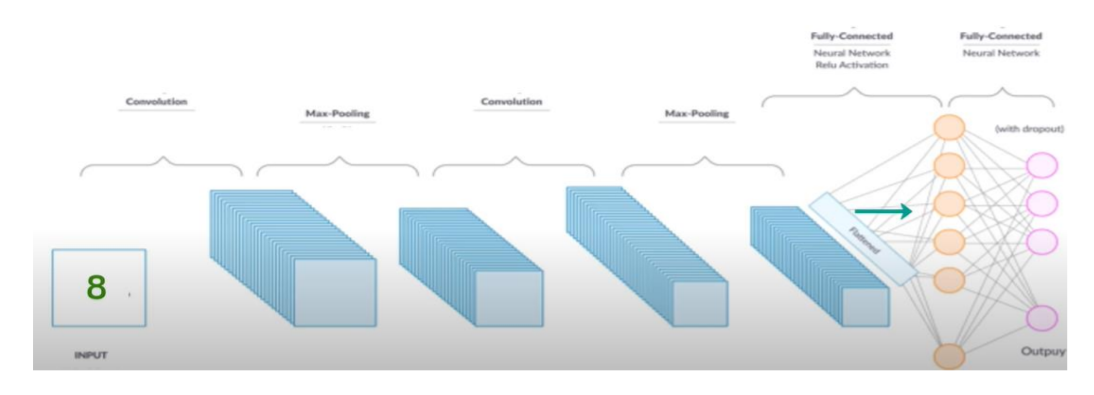 Fully-Connected
Neural Network
Relu Activation
Fully-Connected
Neural Network
Convolution
Max-Pooling
Convolution
Max-Pooling
(with dropout)
Flattened
8
INPUT
Outpuy